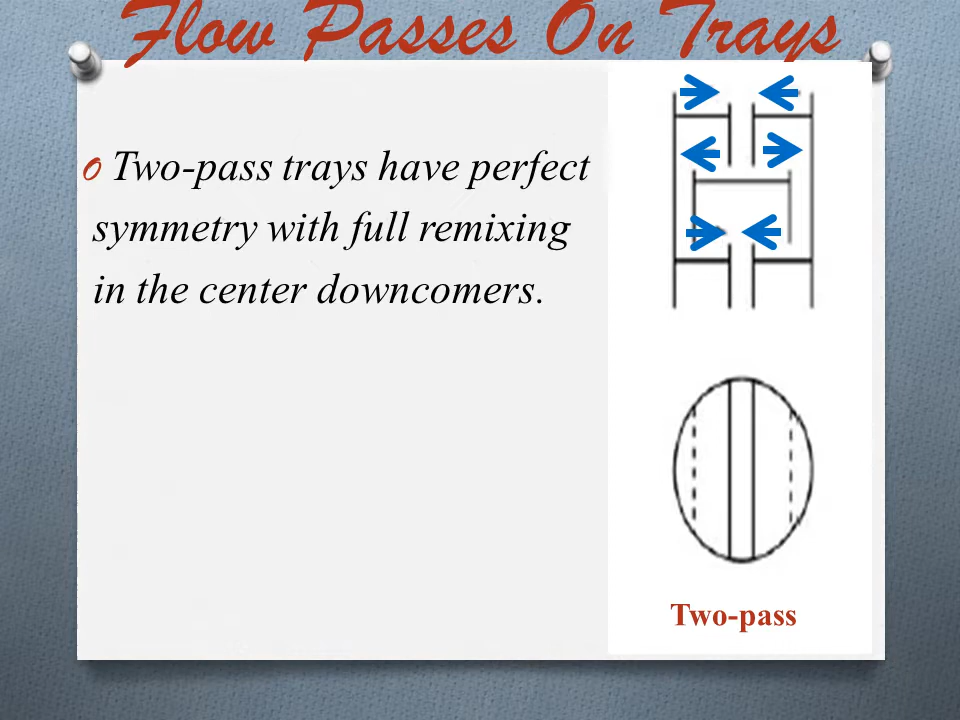 Flow Passes On Trays
O Two-pass trays have perfect
symmetry with full remixing
in the center downcomers.
Two-pass